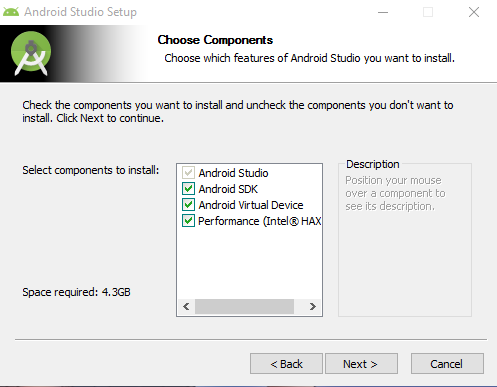 Android Studio Setup
Choose Components
Choose which features of Android Studio you want to install.
Check the components you want to install and uncheck the components you don't want to
install. Click Next to continue.
Select components to install:
Android Studio
Android SDK
Android Virtual Device
Performance (Intel® HAX
Description
Position your mouse
over a component to
see its description.
Space required: 4.3GB
< Back
Next >
Cancel